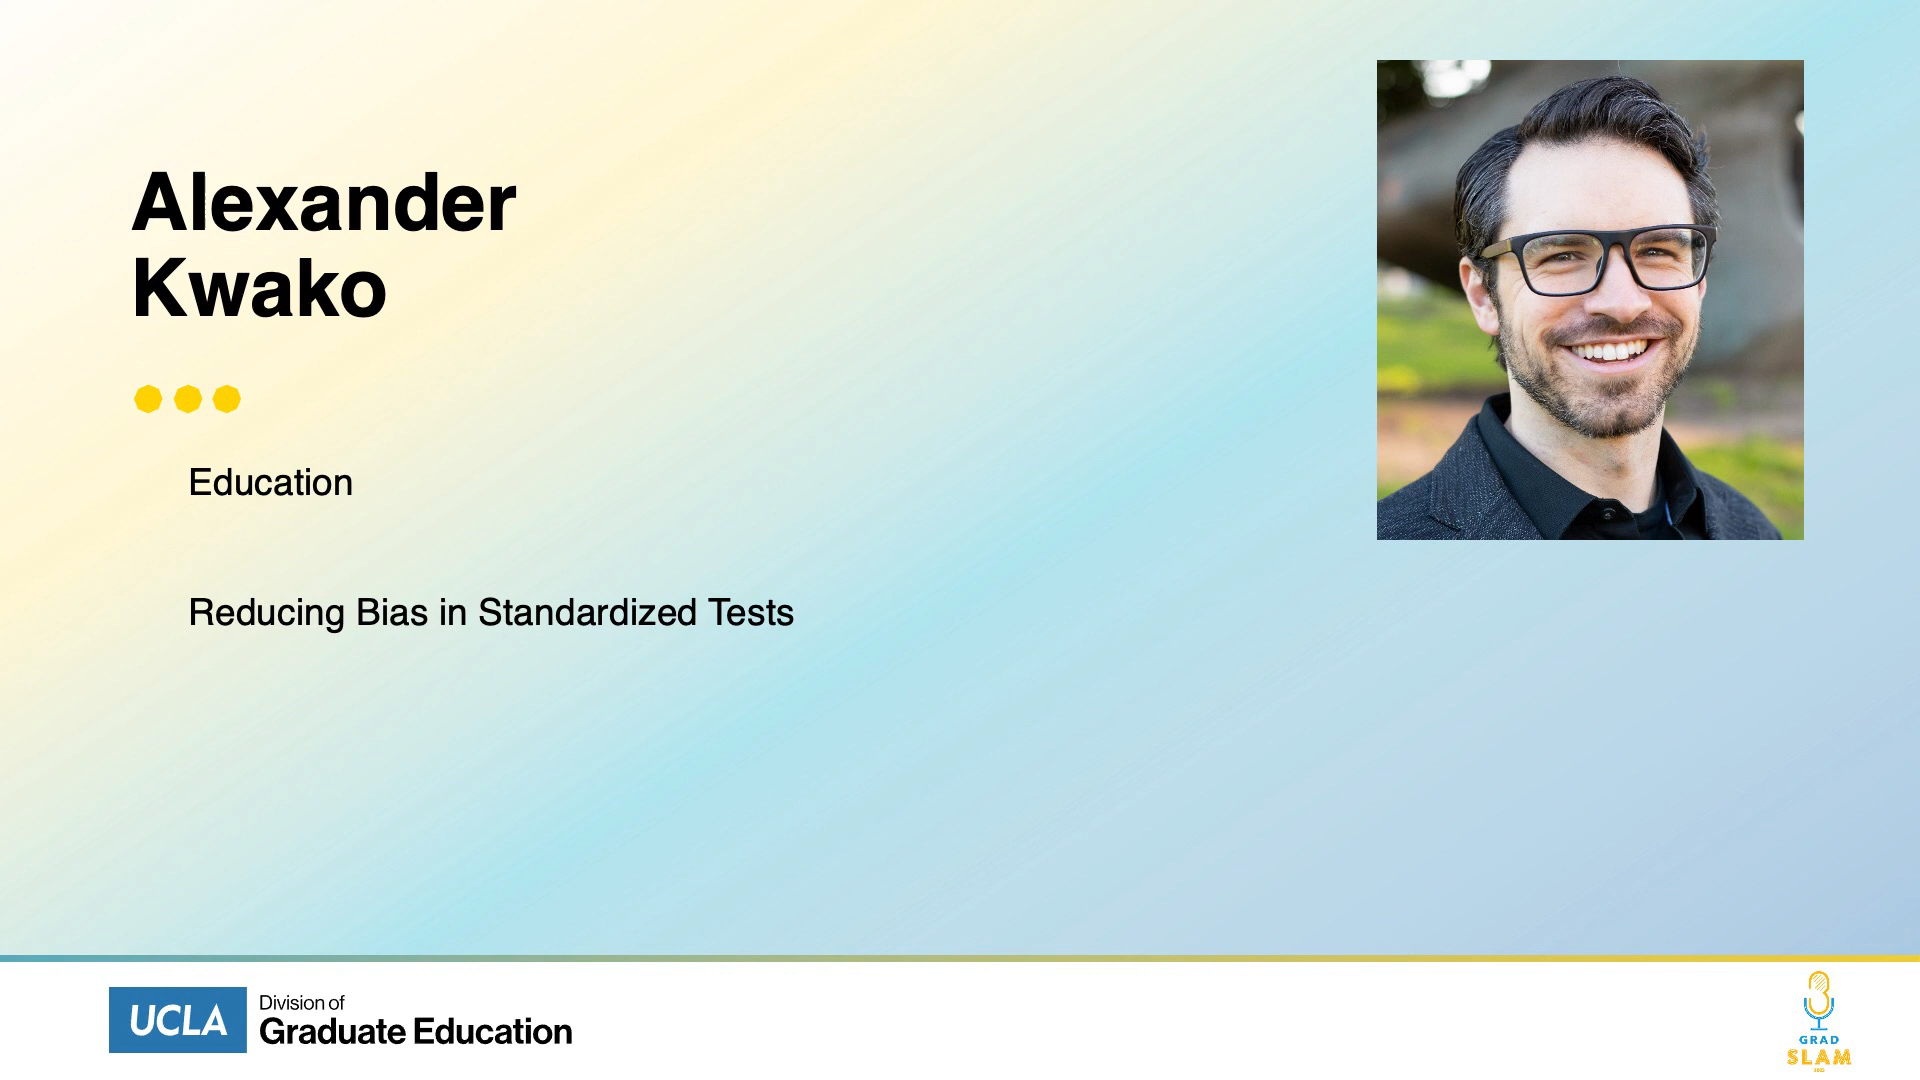 Alexander
Kwako
Education
Reducing Bias in Standardized Tests
UCLA
Division of
Graduate Education
GRAD
SLAM